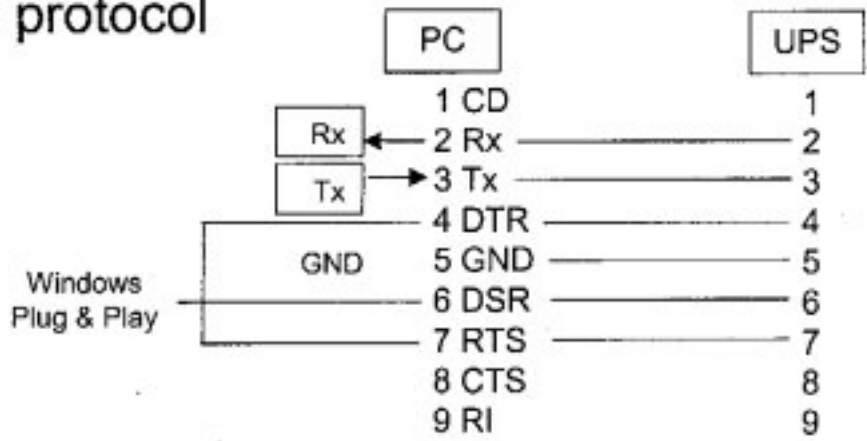 protocol
PC UPS
1 CD 1
Rx 2 Rx 2
Tx 3 Tx 3
4 DTR 4
GND 5 GND 5
Windows
Plug & Play
6 DSR 6
7 RTS 7
8 CTS 8
9 RI 9